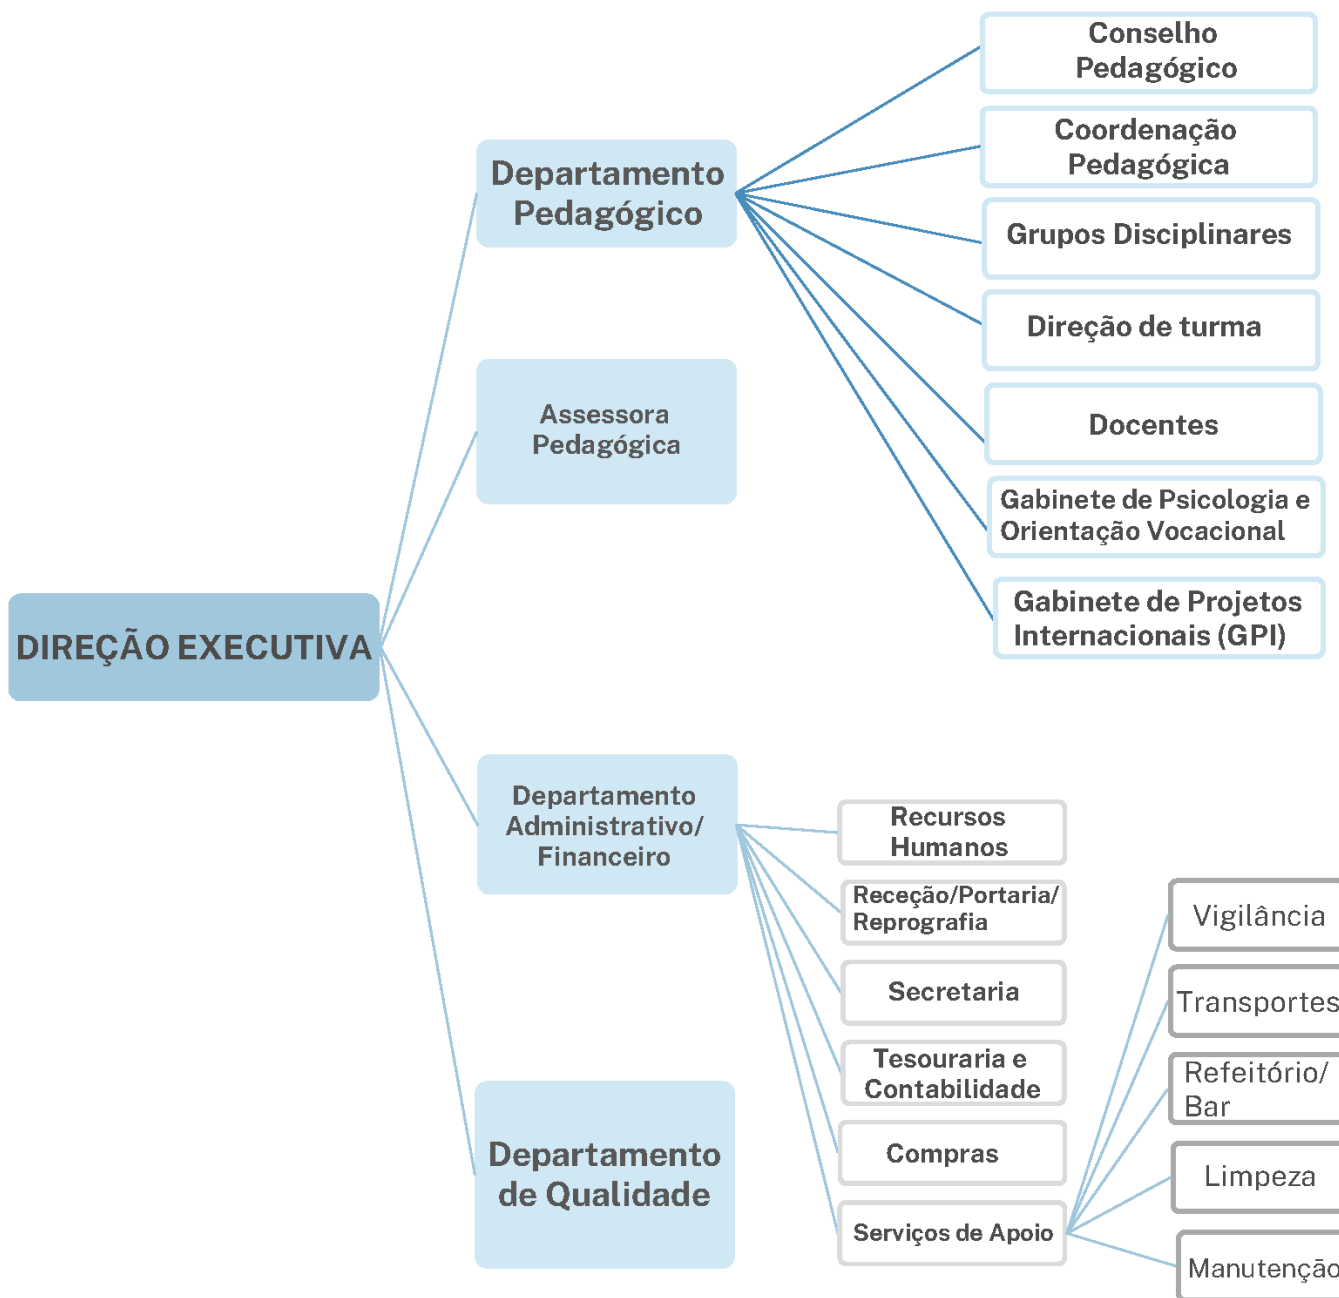 DIREÇÃO EXECUTIVA
Departamento
Pedagógico
Conselho
Pedagógico
Coordenação
Pedagógica
Grupos Disciplinares
Direção de turma
Docentes
Gabinete de Psicologia e
Orientação Vocacional
Gabinete de Projetos
Internacionais (GPI)
Assessora
Pedagógica
Departamento
Administrativo/
Financeiro
Recursos
Humanos
Receção/Portaria/
Reprografia
Secretaria
Tesouraria e
Contabilidade
Compras
Serviços de Apoio
Vigilância
Transportes
Refeitório/
Bar
Limpeza
Manutenção
Departamento
de Qualidade